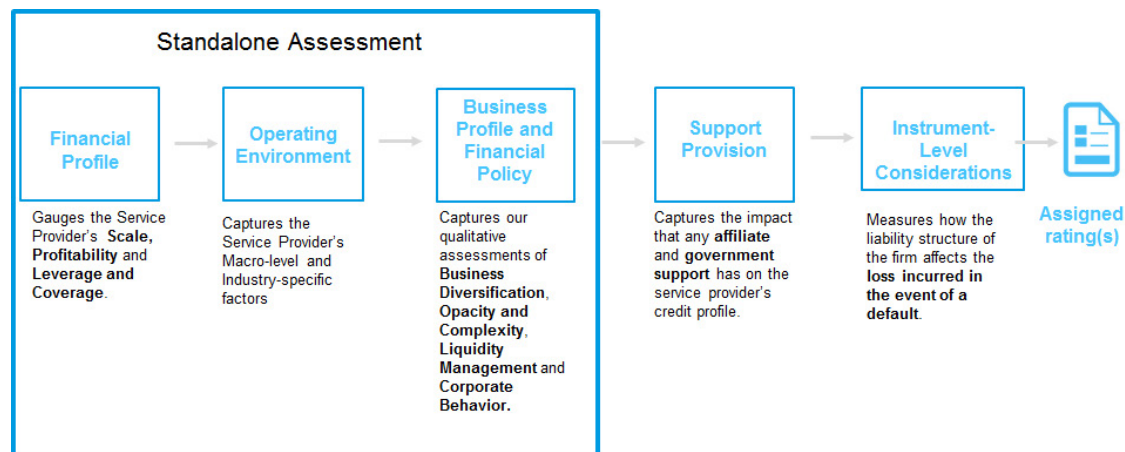 Standalone Assessment
Financial
Profile
Gauges the Service
Provider's Scale,
Profitability and
Leverage and
Coverage.
Operating
Environment
Captures the
Service Provider's
Macro-level and
Industry-specific
factors
Business
Profile and
Financial
Policy
Captures our
qualitative
assessments of
Business
Diversification,
Opacity and
Complexity,
Liquidity
Management and
Corporate
Behavior.
Support
Provision
Captures the impact
that any affiliate
and government
support has on the
service provider's
credit profile.
Instrument-
Level
Considerations
Measures how the
liability structure of
the firm affects the
loss incurred in
the event of a
default.
Assigned
rating(s)